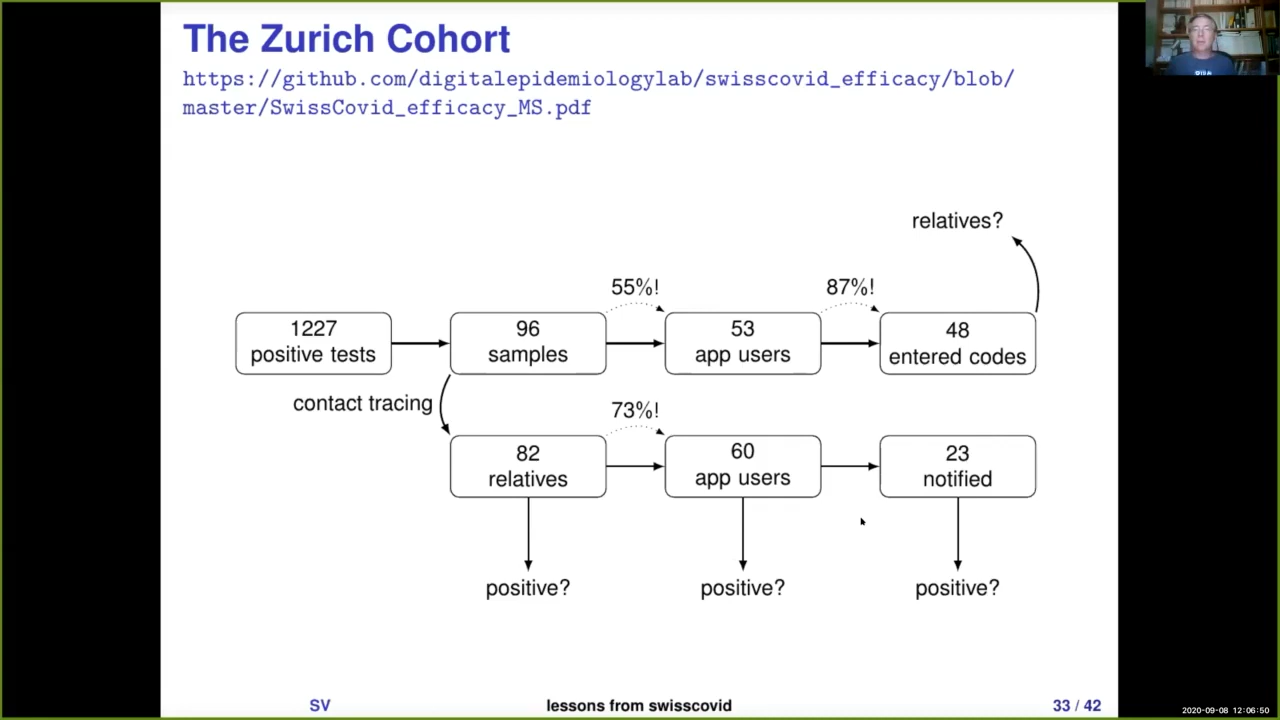 The Zurich Cohort
https://github.com/digitalepidemiologylab/swisscovid_efficacy/blob/
master/SwissCovid_efficacy_MS.pdf
relatives?
55%!
87%!
1227
positive tests
96
samples
53
app users
48
entered codes
contact tracing
73%!
82
relatives
60
app users
23
notified
positive?
positive?
positive?
SV
lessons from swisscovid
33 / 42
2020-09-08 12:06:50